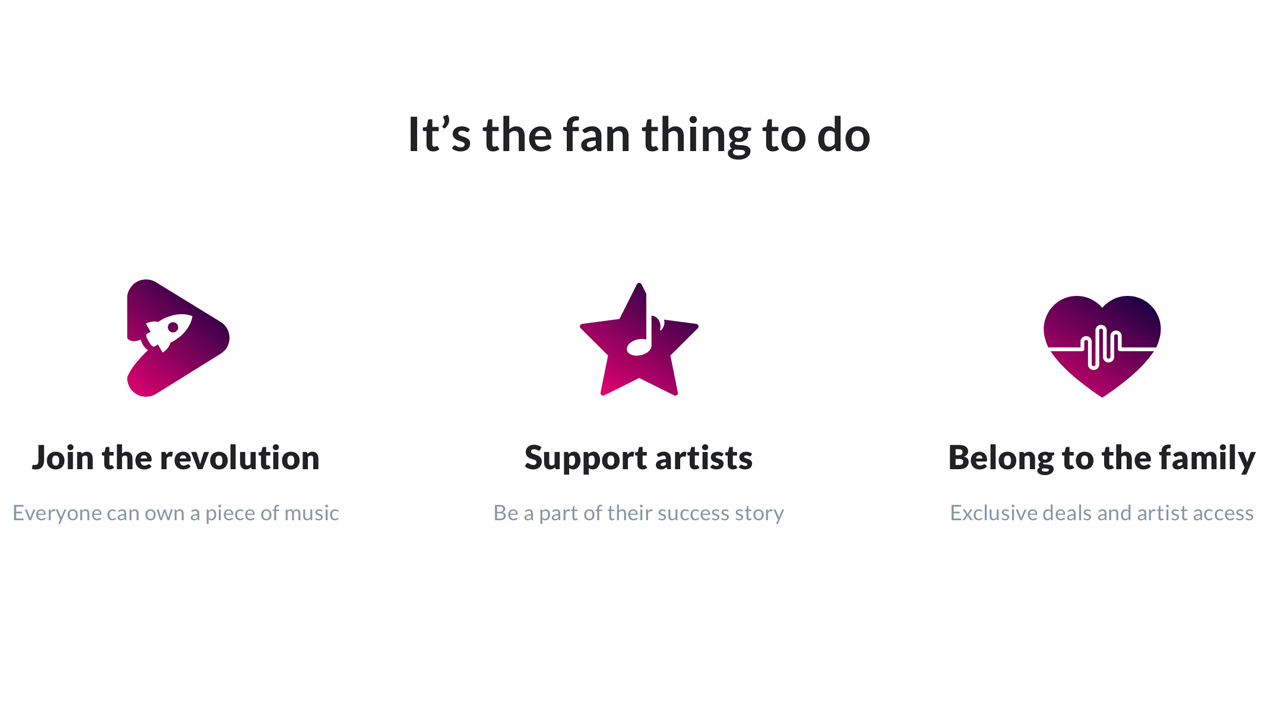 It’s the fan thing to do
Join the revolution
Everyone can own a piece of music
Support artists
Be a part of their success story
Belong to the family
Exclusive deals and artist access